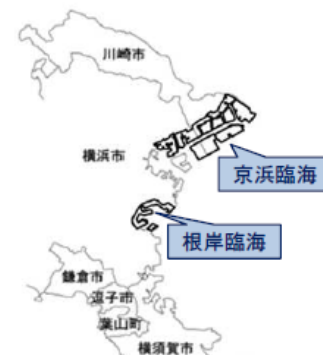 川崎市
横浜市
京浜臨海
根岸臨海
鎌倉市
逗子市
葉山町
横須賀市